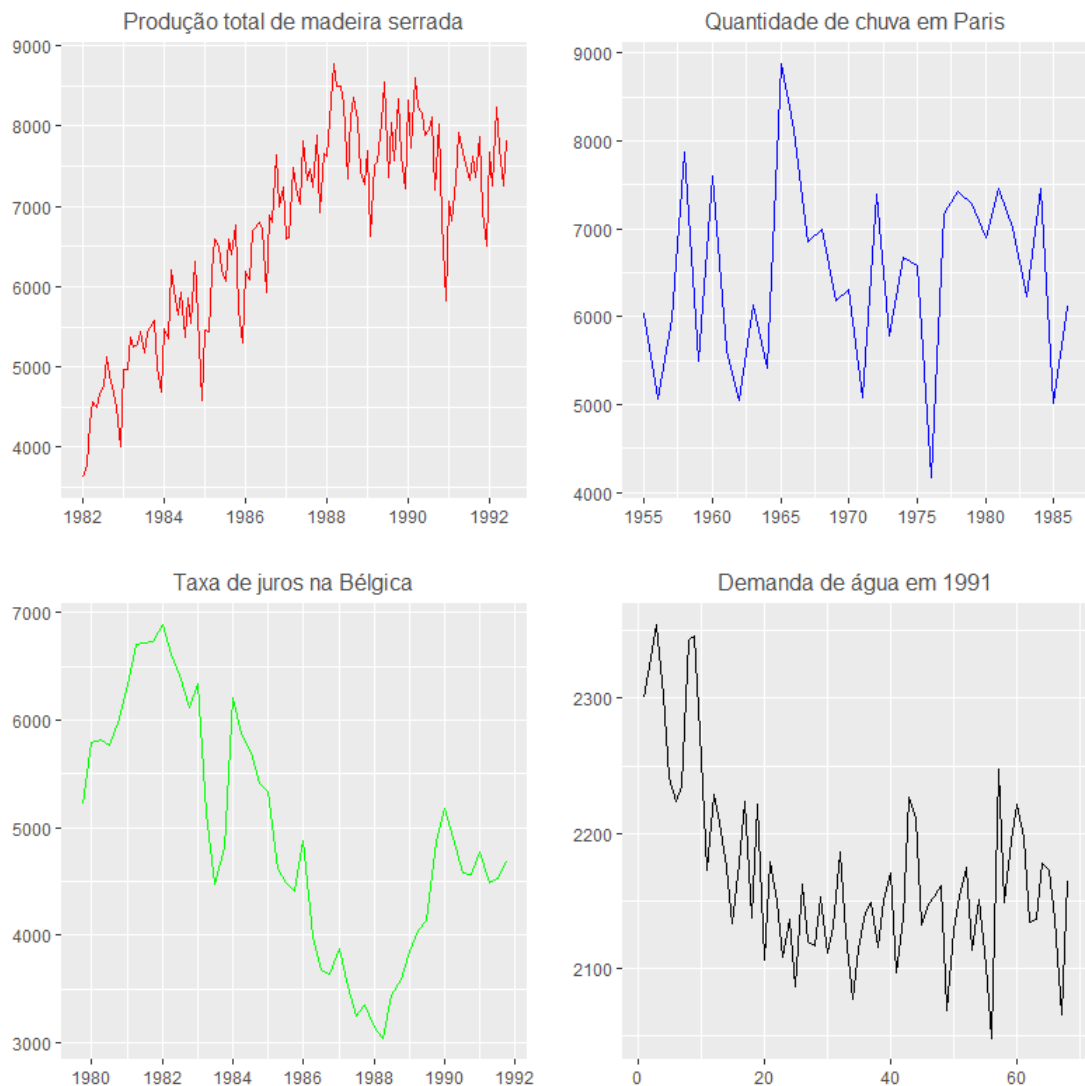 Produção total de madeira serrada
9000
8000
7000
6000
5000
4000
1982 1984 1986 1988 1990 1992
Quantidade de chuva em Paris
9000
8000
7000
6000
5000
4000
1955 1960 1965 1970 1975 1980 1985
Taxa de juros na Bélgica
7000
6000
5000
4000
3000
1980 1982 1984 1986 1988 1990 1992
Demanda de água em 1991
2300
2200
2100
0 20 40 60